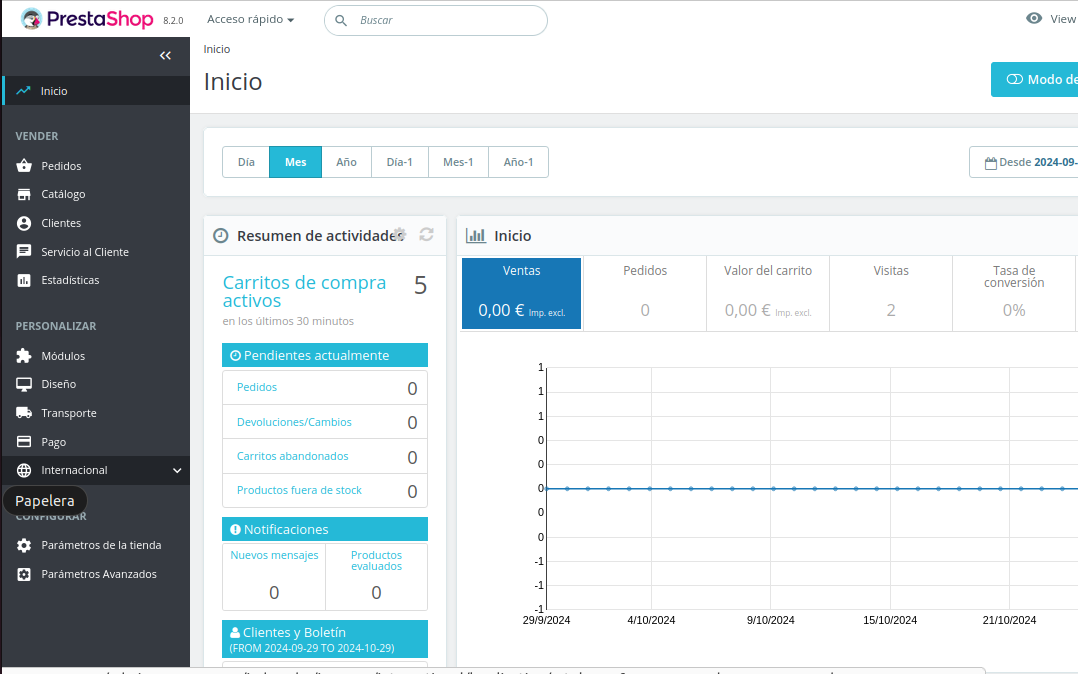 PrestaShop 8.2.0 Acceso rápido Buscar View
Inicio
Inicio
Modo de
Inicio
VENDER
Pedidos
Catálogo
Clientes
Servicio al Cliente
Estadísticas
PERSONALIZAR
Módulos
Diseño
Transporte
Pago
Internacional
Papelera
CONFIGURAR
Parámetros de la tienda
Parámetros Avanzados
Día Mes Año Día-1 Mes-1 Año-1
Desde 2024-09-
Resumen de actividades
Carritos de compra 5
activos
en los últimos 30 minutos
Pendientes actualmente
Pedidos 0
Devoluciones/Cambios 0
Carritos abandonados 0
Productos fuera de stock 0
Notificaciones
Nuevos mensajes
0
Productos
evaluados
0
Clientes y Boletín
(FROM 2024-09-29 TO 2024-10-29)
Inicio
Ventas
0,00 € Imp. excl.
Pedidos
0
Valor del carrito
0,00 € Imp. excl.
Visitas
2
Tasa de
conversión
0%
1
1
1
0
0
0
0
0
-1
-1
-1
29/9/2024 4/10/2024 9/10/2024 15/10/2024 21/10/2024